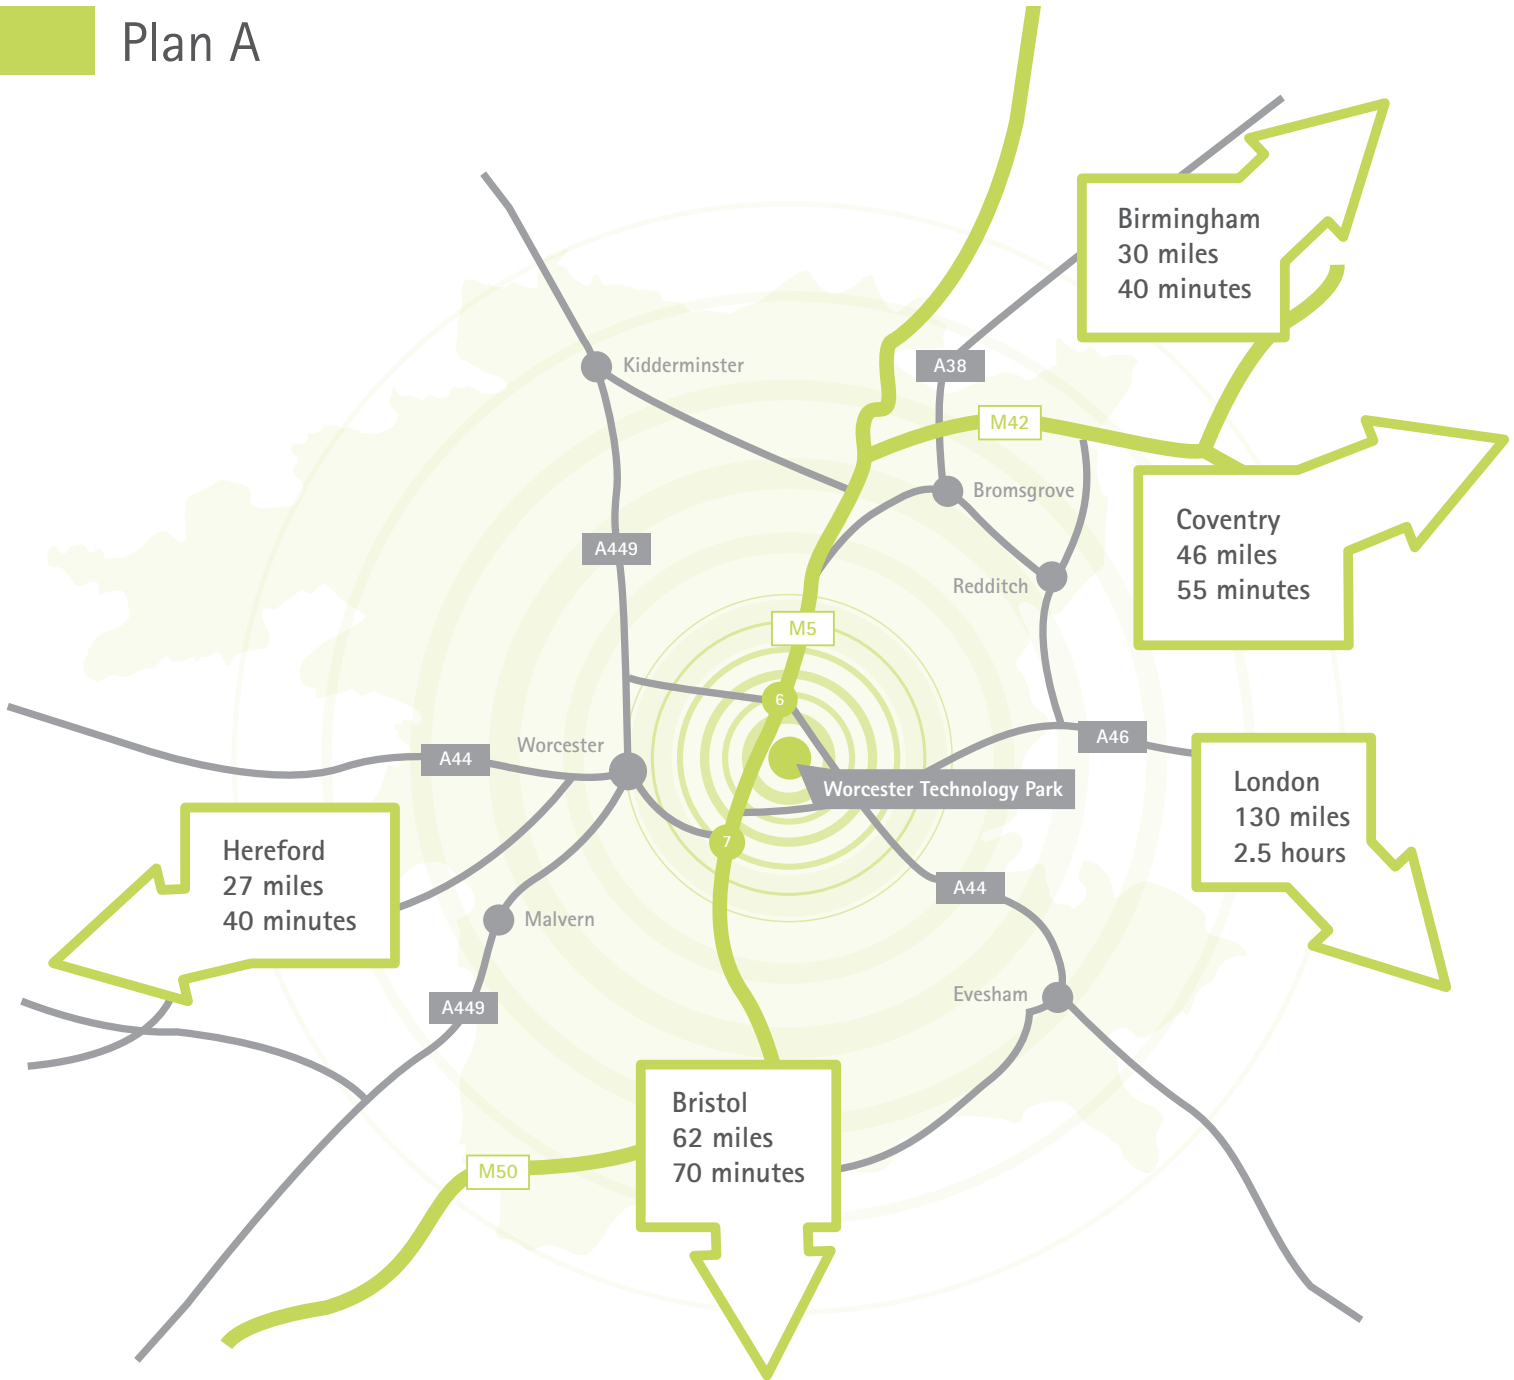 Plan A
Birmingham
30 miles
40 minutes
Kidderminster
A38
M42
Bromsgrove
Coventry
46 miles
55 minutes
A449
Redditch
M5
6
A46
Worcester
A44
Worcester Technology Park
London
130 miles
2.5 hours
7
Hereford
27 miles
40 minutes
A44
Malvern
Evesham
A449
Bristol
62 miles
70 minutes
M50